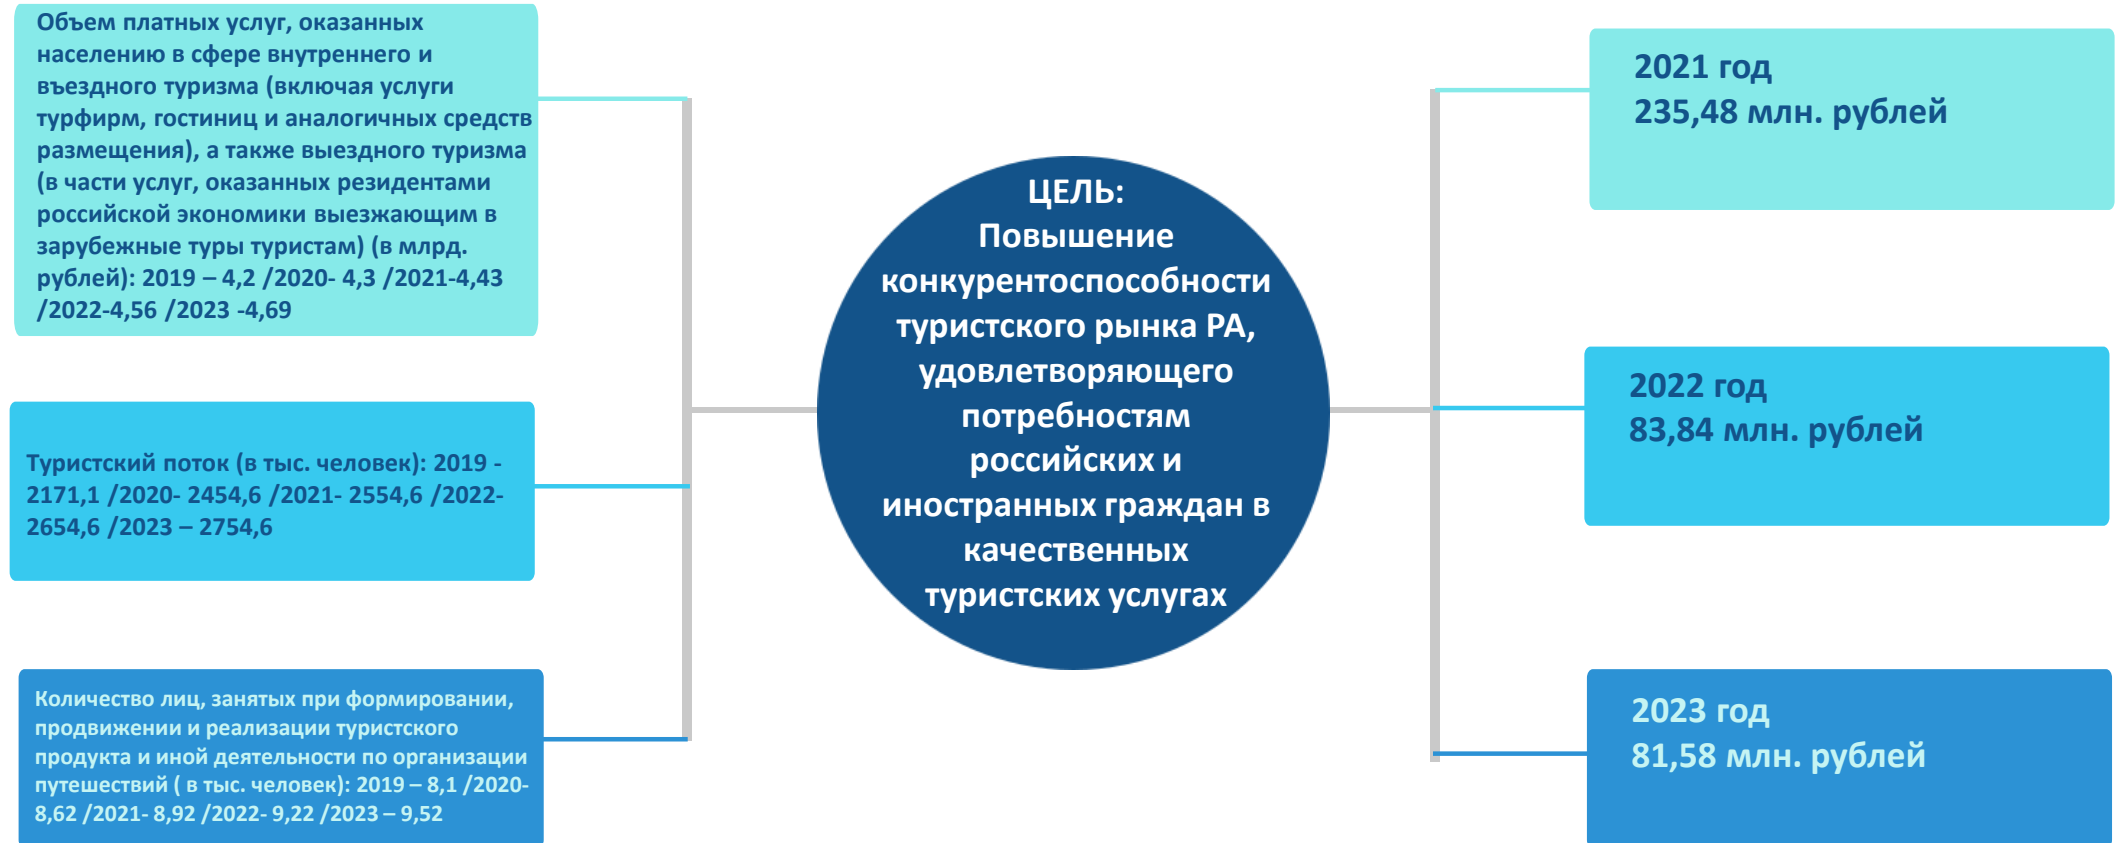 Объем платных услуг, оказанных
населению в сфере внутреннего и
въездного туризма (включая услуги
турфирм, гостиниц и аналогичных средств
размещения), а также выездного туризма
(в части услуг, оказанных резидентами
российской экономики выезжающим в
зарубежные туры туристам) (в млрд.
рублей): 2019 – 4,2 /2020- 4,3 /2021-4,43
/2022-4,56 /2023 -4,69
Туристский поток (в тыс. человек): 2019 -
2171,1 /2020- 2454,6 /2021- 2554,6 /2022-
2654,6 /2023 – 2754,6
Количество лиц, занятых при формировании,
продвижении и реализации туристского
продукта и иной деятельности по организации
путешествий ( в тыс. человек): 2019 – 8,1 /2020-
8,62 /2021- 8,92 /2022- 9,22 /2023 – 9,52
ЦЕЛЬ:
Повышение
конкурентоспособности
туристского рынка РА,
удовлетворяющего
потребностям
российских и
иностранных граждан в
качественных
туристских услугах
2021 год
235,48 млн. рублей
2022 год
83,84 млн. рублей
2023 год
81,58 млн. рублей